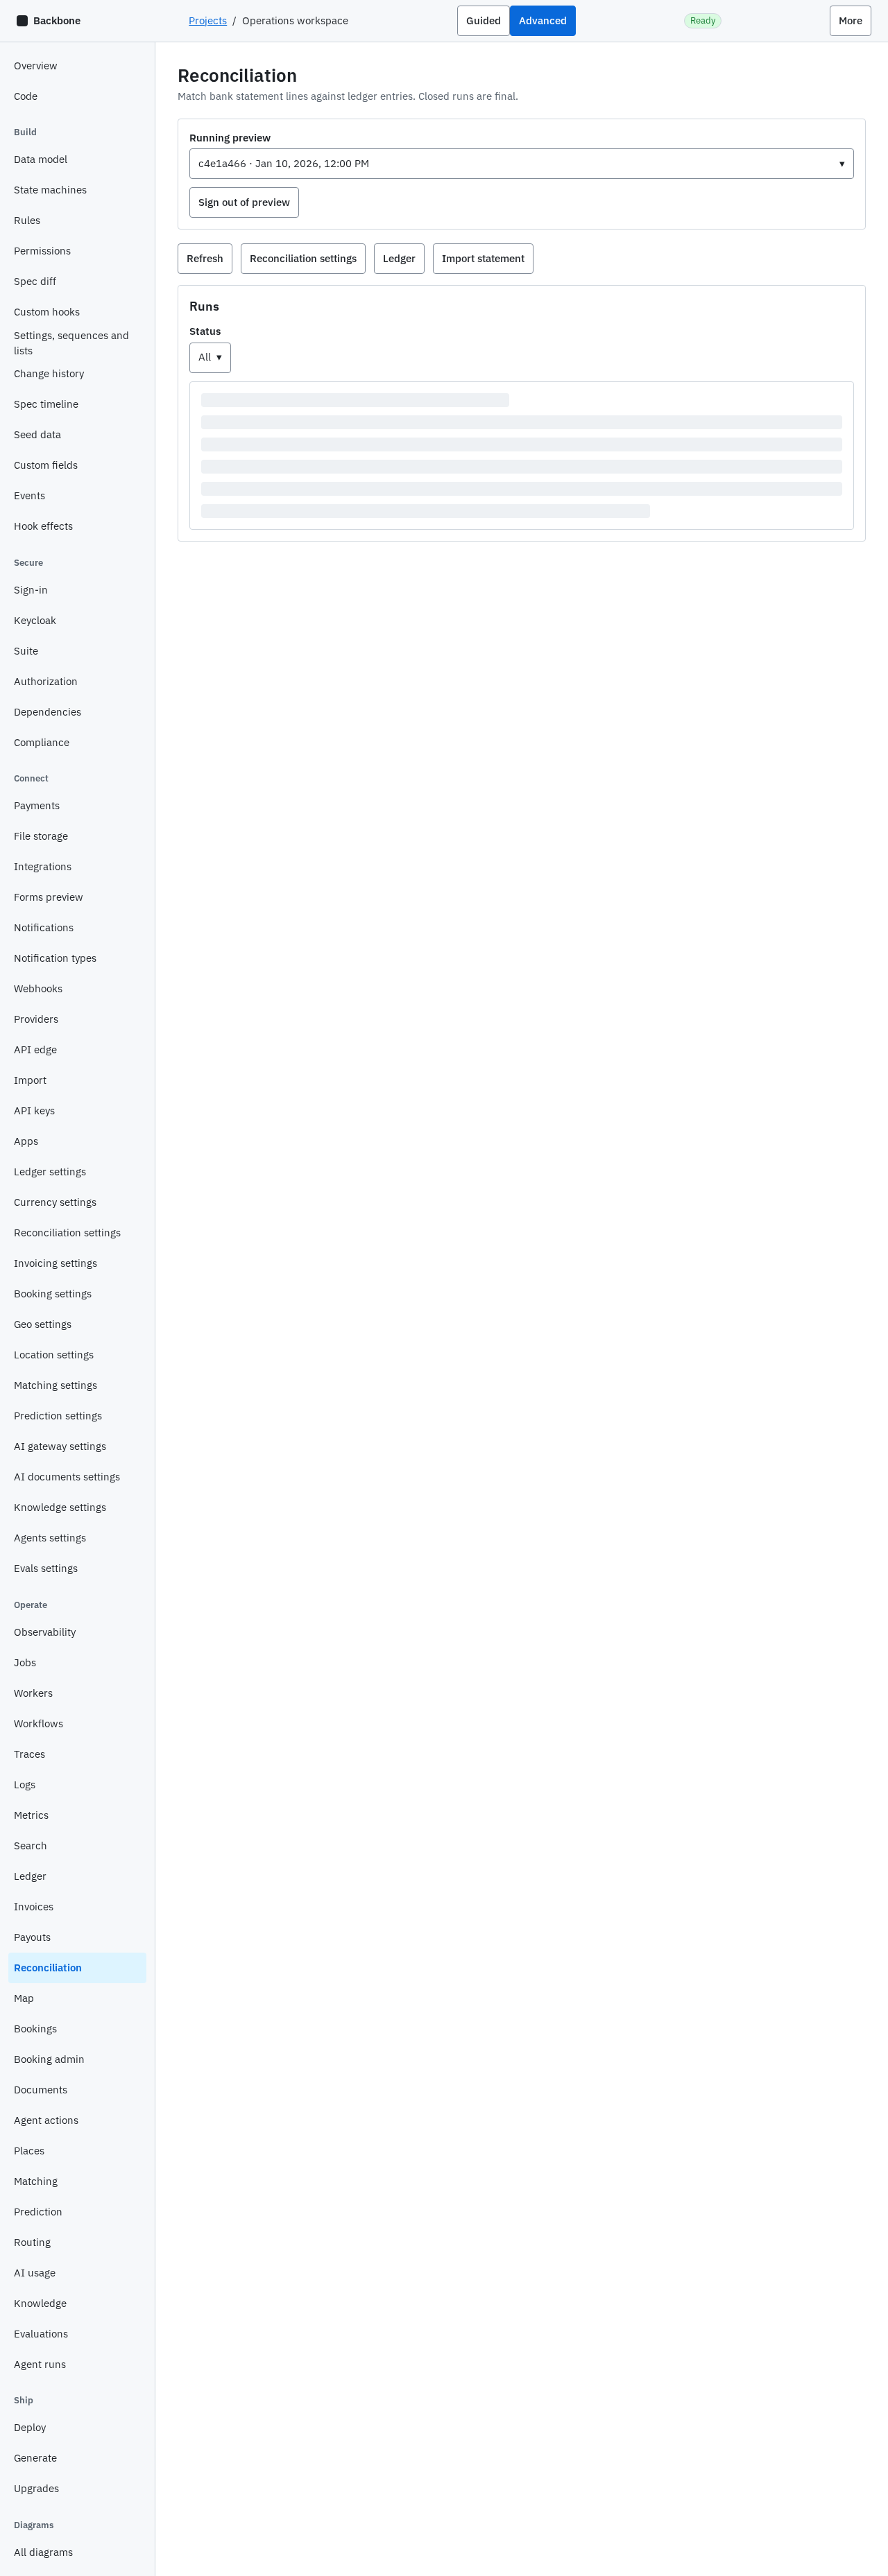 Backbone
Projects / Operations workspace
Guided
Advanced
Ready
More
Overview
Code
Build
Data model
State machines
Rules
Permissions
Spec diff
Custom hooks
Settings, sequences and
lists
Change history
Spec timeline
Seed data
Custom fields
Events
Hook effects
Secure
Sign-in
Keycloak
Suite
Authorization
Dependencies
Compliance
Connect
Payments
File storage
Integrations
Forms preview
Notifications
Notification types
Webhooks
Providers
API edge
Import
API keys
Apps
Ledger settings
Currency settings
Reconciliation settings
Invoicing settings
Booking settings
Geo settings
Location settings
Matching settings
Prediction settings
AI gateway settings
AI documents settings
Knowledge settings
Agents settings
Evals settings
Operate
Observability
Jobs
Workers
Workflows
Traces
Logs
Metrics
Search
Ledger
Invoices
Payouts
Reconciliation
Map
Bookings
Booking admin
Documents
Agent actions
Places
Matching
Prediction
Routing
AI usage
Knowledge
Evaluations
Agent runs
Ship
Deploy
Generate
Upgrades
Diagrams
All diagrams
Reconciliation
Match bank statement lines against ledger entries. Closed runs are final.
Running preview
c4e1a466 · Jan 10, 2026, 12:00 PM
Sign out of preview
Refresh
Reconciliation settings
Ledger
Import statement
Runs
Status
All